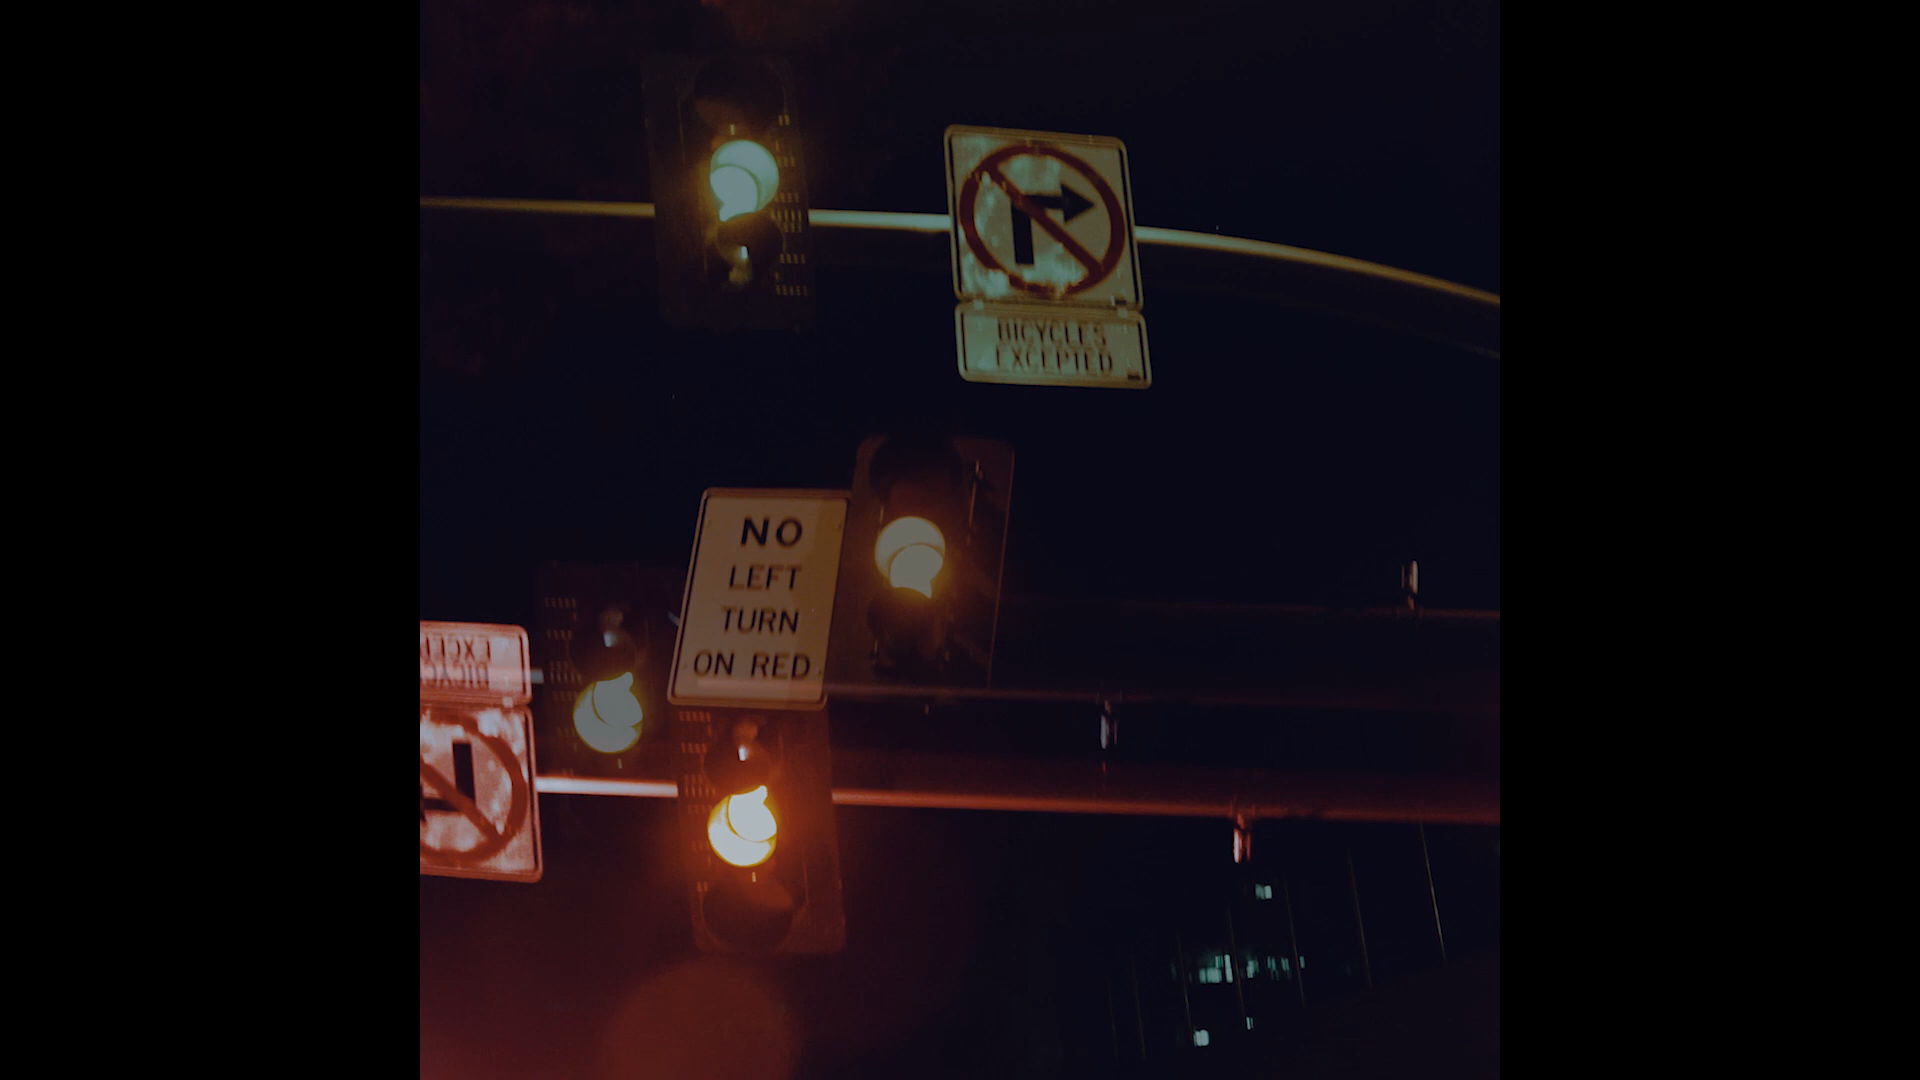 BICYCLES
EXCEPTED
NO
LEFT
TURN
ON RED